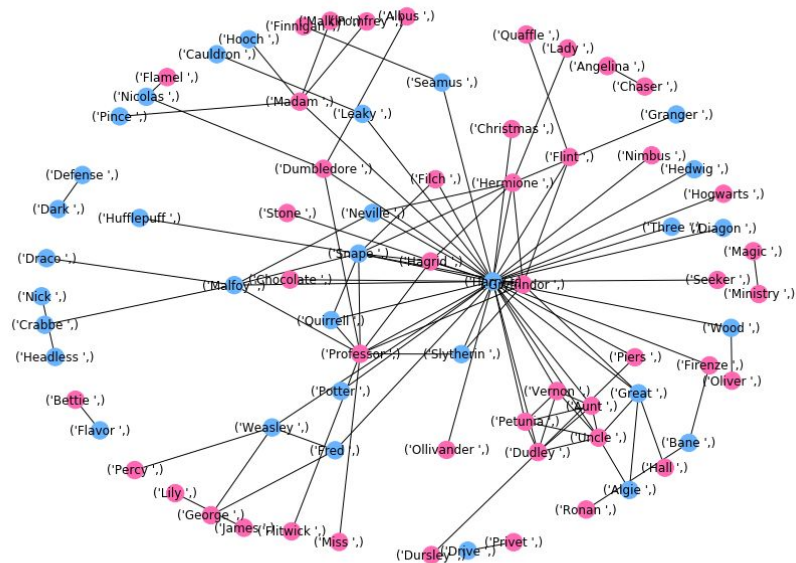 ('Albus ',)
('Finnigan ',)
('Malkin ',)
('Pomfrey ',)
('Quaffle ',)
('Hooch ',)
('Lady ',)
('Cauldron ',)
('Angelina ',)
('Flamel ',)
('Seamus ',)
('Chaser ',)
('Nicolas ',)
('Madam ',)
('Pince ',)
('Leaky ',)
('Granger ',)
('Christmas ',)
('Dumbledore ',)
('Flint ',)
('Nimbus ',)
('Hedwig ',)
('Defense ',)
('Filch ',)
('Hermione ',)
('Hogwarts ',)
('Dark ',)
('Hufflepuff ',)
('Stone ',)
('Neville ',)
('Three ',)
('Diagon ',)
('Draco ',)
('Snape ',)
('Hagrid ',)
('Magic ',)
('Malfoy ',)
('Chocolate ',)
('Seeker ',)
('Nick ',)
('Ministry ',)
('Crabbe ',)
('Quirrell ',)
('Wood ',)
('Headless ',)
('Professor ',)
('Slytherin ',)
('Piers ',)
('Firenze ',)
('Oliver ',)
('Bettie ',)
('Potter ',)
('Vernon ',)
('Great ',)
('Aunt ',)
('Flavor ',)
('Weasley ',)
('Petunia ',)
('Uncle ',)
('Fred ',)
('Ollivander ',)
('Dudley ',)
('Bane ',)
('Percy ',)
('Hall ',)
('Lily ',)
('Algie ',)
('George ',)
('Ronan ',)
('James ',)
('Flitwick ',)
('Miss ',)
('Privet ',)
('Dursley ',)
('Drive ',)